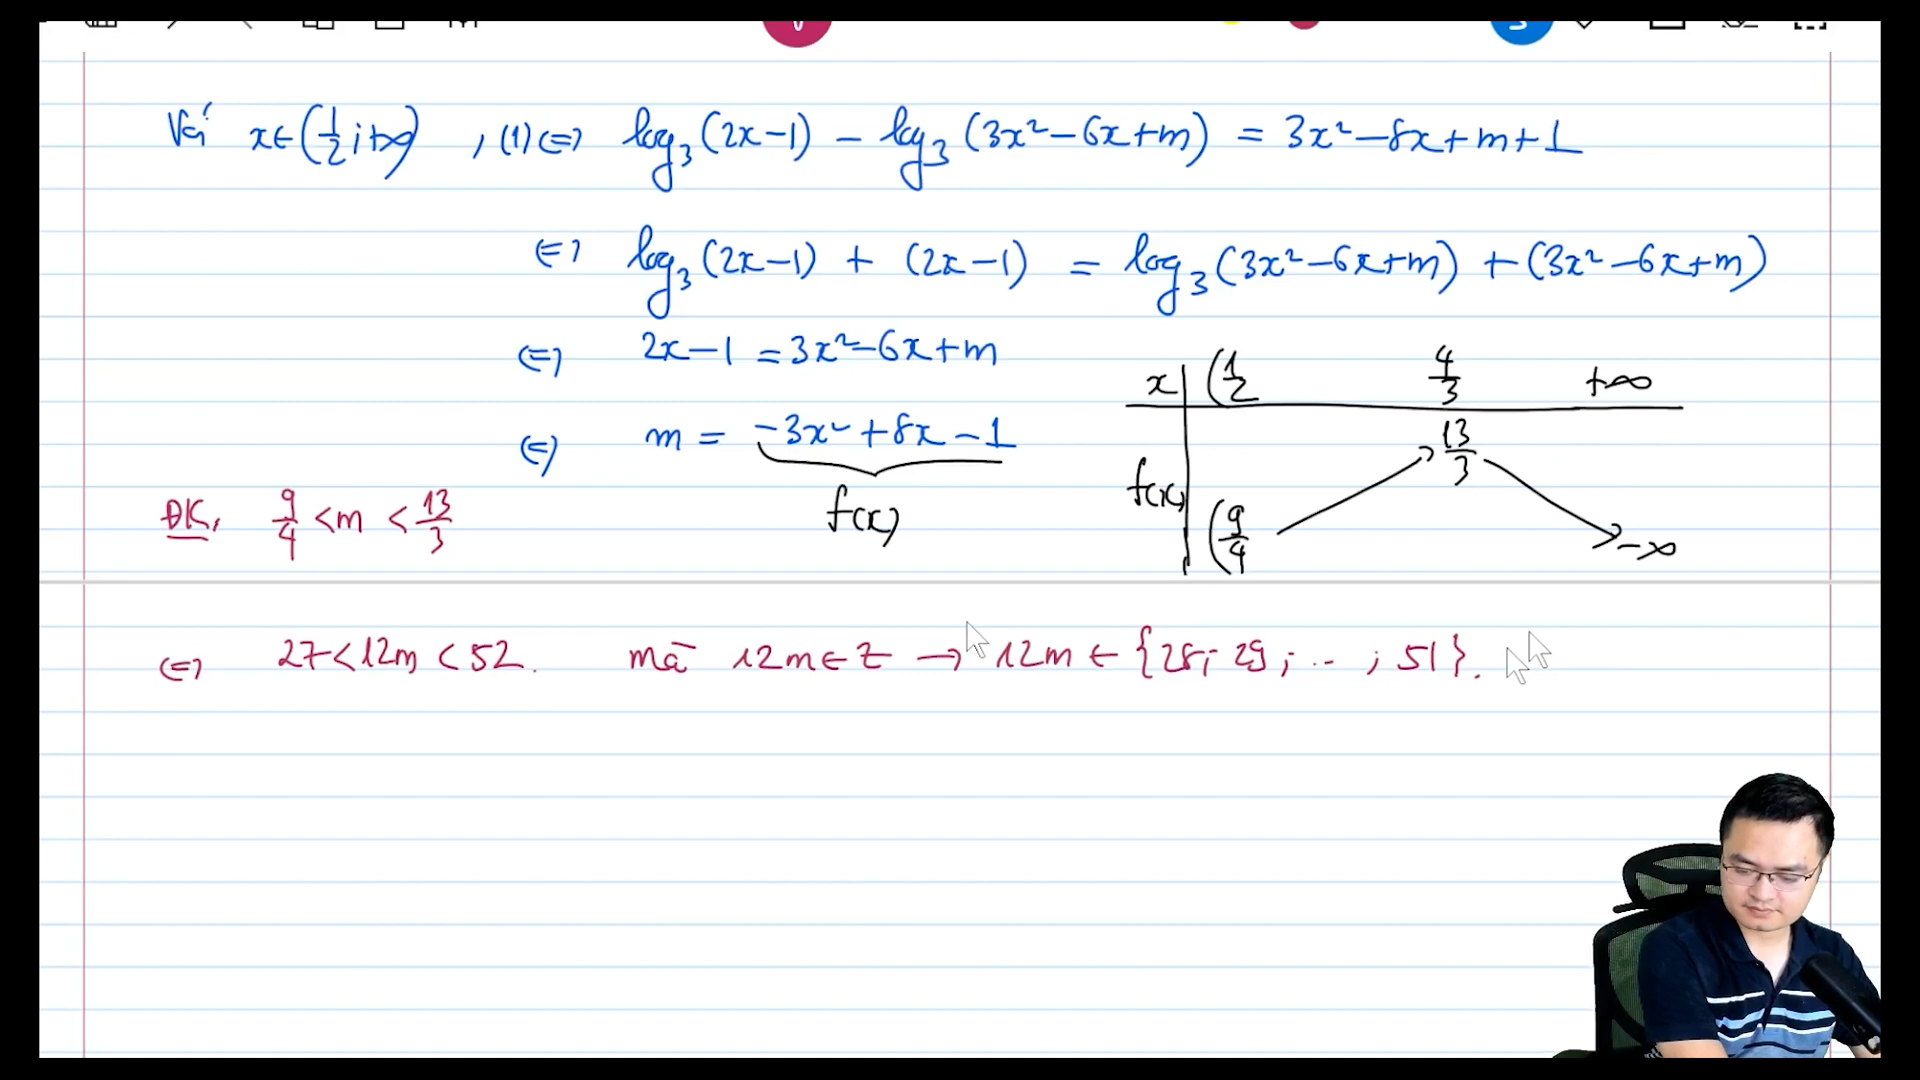 Với x∈(1/2;+∞) , (1)⇔ log₃(2x−1) − log₃(3x²−6x+m) = 3x²−8x+m+1
⇔ log₃(2x−1) + (2x−1) = log₃(3x²−6x+m) + (3x²−6x+m)
⇔ 2x−1 = 3x²−6x+m
⇔ m = −3x²+8x−1
f(x)
x (1/2 4/3 +∞
f(x) (9/4 13/3 −∞
ĐK, 9/4 <m < 13/3
⇔ 27<12m <52. mà 12m∈Z → 12m ∈ {28; 29; ... ; 51}.